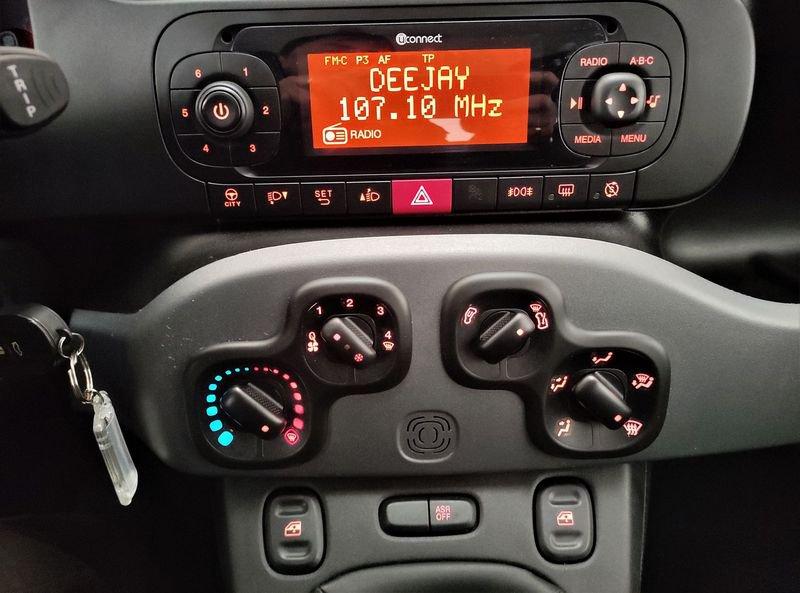 uconnect
FM-C P3 AF TP
DEEJAY
107.10 MHz
RADIO
6 1
5 2
4 3
RADIO A·B·C
MEDIA MENU
TRIP
CITY
SET
1 2 3 4
0
ASR
OFF